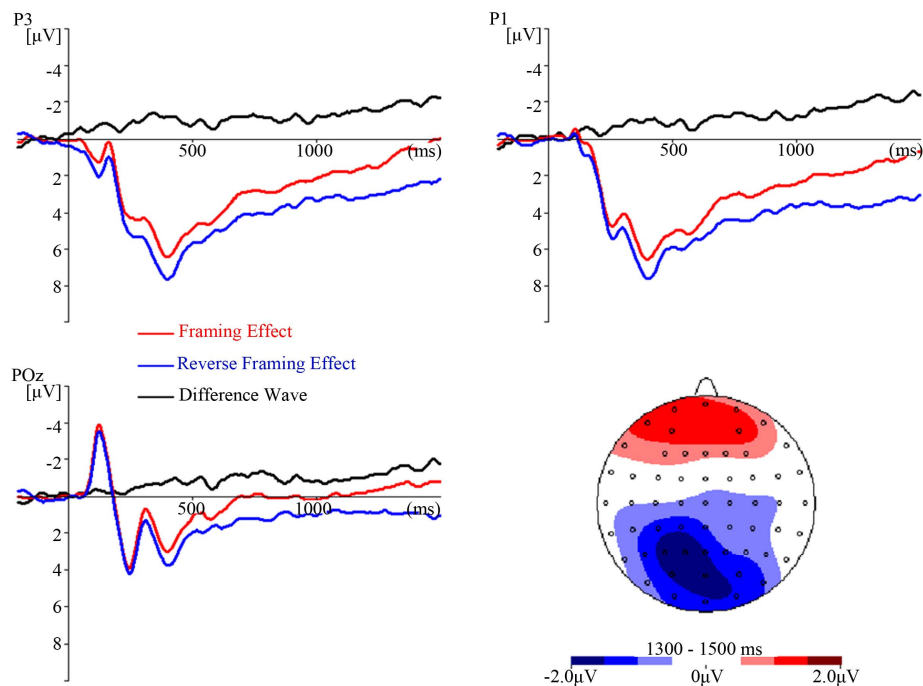 P3
[μV]
-4
-2
500
1000
(ms)
2
4
6
8
P1
[μV]
-4
-2
500
1000
(ms)
2
4
6
8
Framing Effect
Reverse Framing Effect
Difference Wave
POz
[μV]
-4
-2
500
1000
(ms)
2
4
6
8
1300 - 1500 ms
-2.0μV
0μV
2.0μV